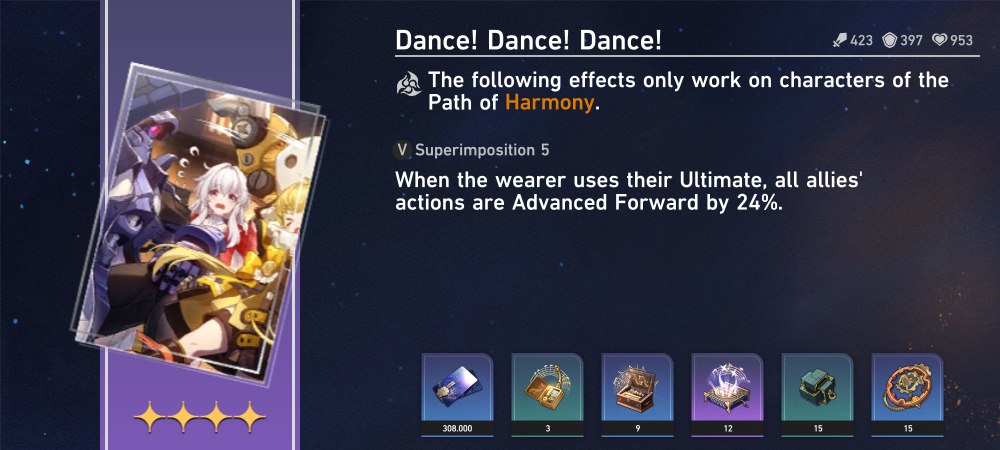 Dance! Dance! Dance!
423 397 953
The following effects only work on characters of the
Path of Harmony.
V Superimposition 5
When the wearer uses their Ultimate, all allies'
actions are Advanced Forward by 24%.
308.000 3 9 12 15 15